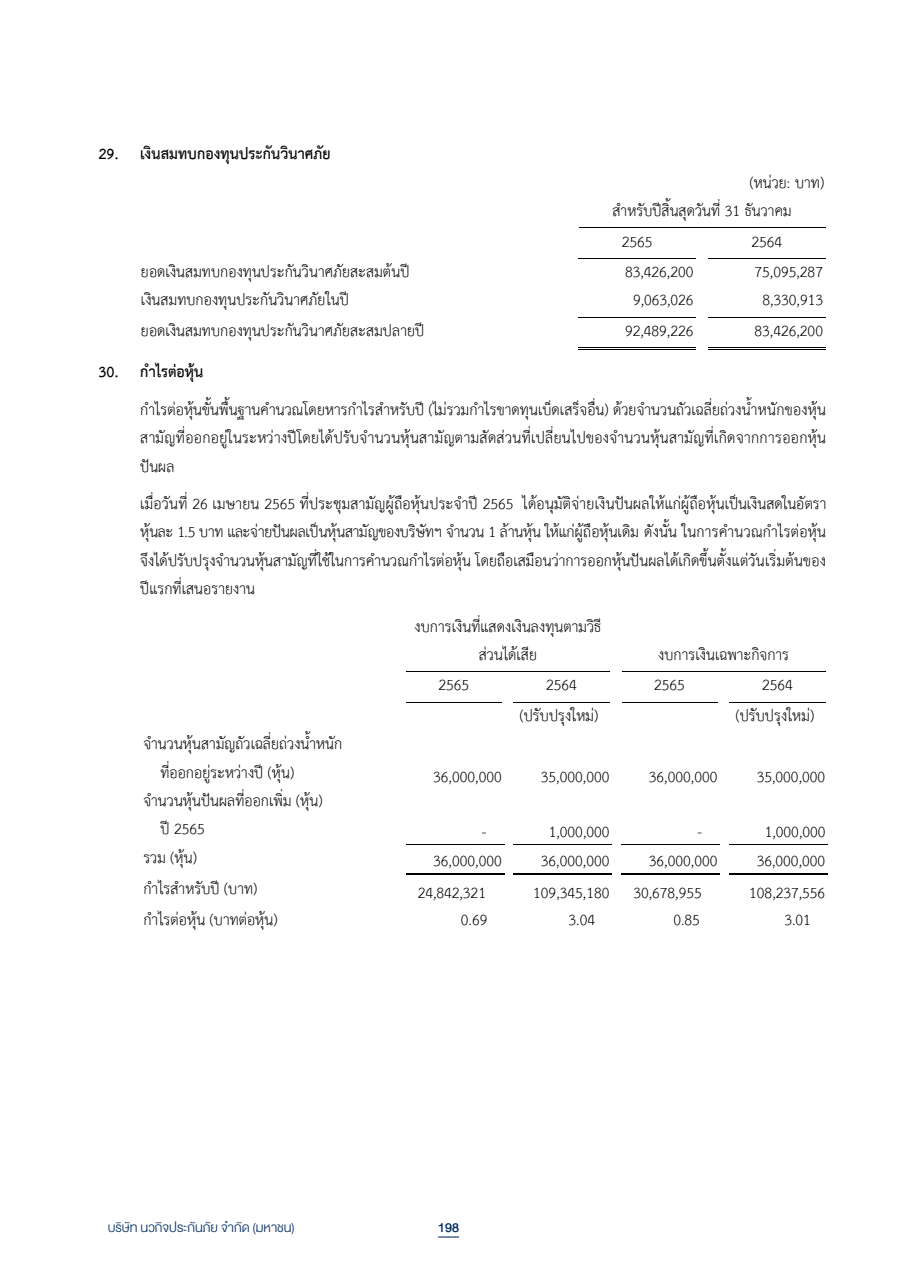 29. เงินสมทบกองทุนประกันวินาศภัย
(หน่วย: บาท)
สำหรับปีสิ้นสุดวันที่ 31 ธันวาคม
2565 2564
ยอดเงินสมทบกองทุนประกันวินาศภัยสะสมต้นปี 83,426,200 75,095,287
เงินสมทบกองทุนประกันวินาศภัยในปี 9,063,026 8,330,913
ยอดเงินสมทบกองทุนประกันวินาศภัยสะสมปลายปี 92,489,226 83,426,200
30. กำไรต่อหุ้น
กำไรต่อหุ้นขั้นพื้นฐานคำนวณโดยหารกำไรสำหรับปี (ไม่รวมกำไรขาดทุนเบ็ดเสร็จอื่น) ด้วยจำนวนถัวเฉลี่ยถ่วงน้ำหนักของหุ้น
สามัญที่ออกอยู่ในระหว่างปีโดยได้ปรับจำนวนหุ้นสามัญตามสัดส่วนที่เปลี่ยนไปของจำนวนหุ้นสามัญที่เกิดจากการออกหุ้น
ปันผล
เมื่อวันที่ 26 เมษายน 2565 ที่ประชุมสามัญผู้ถือหุ้นประจำปี 2565 ได้อนุมัติจ่ายเงินปันผลให้แก่ผู้ถือหุ้นเป็นเงินสดในอัตรา
หุ้นละ 1.5 บาท และจ่ายปันผลเป็นหุ้นสามัญของบริษัทฯ จำนวน 1 ล้านหุ้น ให้แก่ผู้ถือหุ้นเดิม ดังนั้น ในการคำนวณกำไรต่อหุ้น
จึงได้ปรับปรุงจำนวนหุ้นสามัญที่ใช้ในการคำนวณกำไรต่อหุ้น โดยถือเสมือนว่าการออกหุ้นปันผลได้เกิดขึ้นตั้งแต่วันเริ่มต้นของ
ปีแรกที่เสนอรายงาน
งบการเงินที่แสดงเงินลงทุนตามวิธี
ส่วนได้เสีย งบการเงินเฉพาะกิจการ
2565 2564 2565 2564
(ปรับปรุงใหม่) (ปรับปรุงใหม่)
จำนวนหุ้นสามัญถัวเฉลี่ยถ่วงน้ำหนัก
ที่ออกอยู่ระหว่างปี (หุ้น) 36,000,000 35,000,000 36,000,000 35,000,000
จำนวนหุ้นปันผลที่ออกเพิ่ม (หุ้น)
ปี 2565 - 1,000,000 - 1,000,000
รวม (หุ้น) 36,000,000 36,000,000 36,000,000 36,000,000
กำไรสำหรับปี (บาท) 24,842,321 109,345,180 30,678,955 108,237,556
กำไรต่อหุ้น (บาทต่อหุ้น) 0.69 3.04 0.85 3.01
บริษัท นวกิจประกันภัย จำกัด (มหาชน) 198